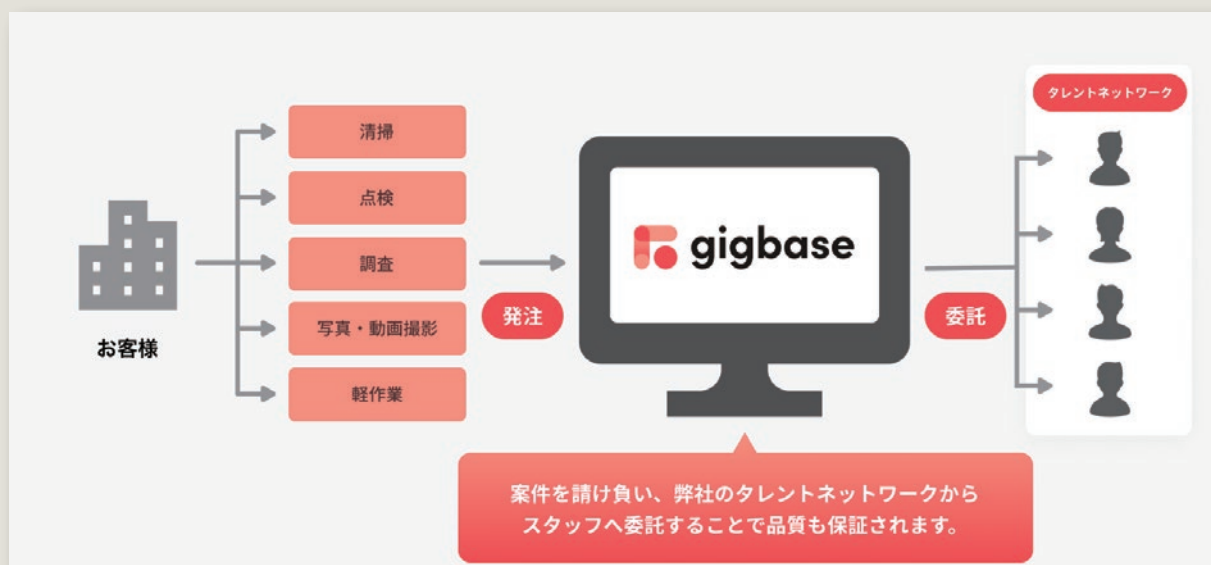 お客様
清掃
点検
調査
写真・動画撮影
軽作業
発注
gigbase
委託
タレントネットワーク
案件を請け負い、弊社のタレントネットワークから
スタッフへ委託することで品質も保証されます。